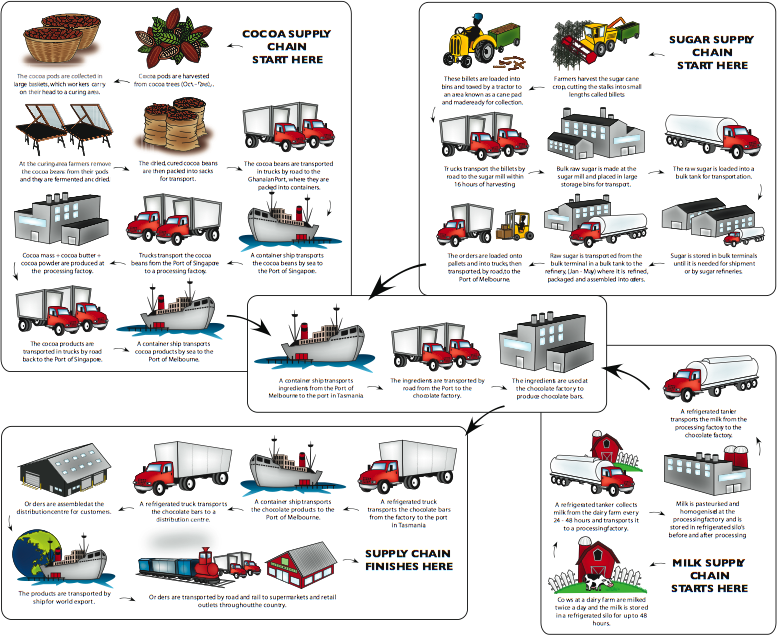 COCOA SUPPLY
CHAIN
START HERE
Cocoa pods are harvested
from cocoa trees
The cocoa pods are collected in
large baskets, which workers carry
on their head to a curing area.
At the curing area farmers remove
the cocoa beans from their pods
and they are fermented and dried.
The dried, cured cocoa beans
are then packed into sacks
for transport.
The cocoa beans are transported
in trucks by road to the
Ghanaian Port, where they are
packed into containers.
A container ship transports
the cocoa beans by sea to the
Port of Singapore.
Trucks transport the cocoa
beans from the Port of Singapore
to a processing factory.
Cocoa mass + cocoa butter +
cocoa powder are produced at
the processing factory.
The cocoa products are
transported in trucks by road
back to the Port of Singapore.
A container ship transports
cocoa products by sea to the
Port of Melbourne.
SUGAR SUPPLY
CHAIN
START HERE
Farmers harvest the sugar cane
crop, cutting the stalks into small
lengths called billets
These billets are loaded into
bins and towed by a tractor to
an area known as a cane pad
and made ready for collection.
Trucks transport the billets by
road to the sugar mill within
16 hours of harvesting
Bulk raw sugar is made at the
sugar mill and placed in large
storage bins for transport.
The raw sugar is loaded into a
bulk tank for transportation.
Sugar is stored in bulk terminals
until it is needed for shipment
or by sugar refineries.
Raw sugar is transported from the
bulk terminal in a bulk tank to the
refinery, (Jan - May) where it is refined,
packaged and assembled into orders.
The orders are loaded onto
pallets and into trucks, then
transported, by road, to the
Port of Melbourne.
A container ship transports
ingredients from the Port of
Melbourne to the port in Tasmania.
The ingredients are transported by
road from the Port to the
chocolate factory.
The ingredients are used at
the chocolate factory to
produce chocolate bars.
MILK SUPPLY
CHAIN
STARTS HERE
Cows at a dairy farm are milked
twice a day and the milk is stored
in a refrigerated silo for up to 48
hours.
A refrigerated tanker collects
milk from the dairy farm every
24 - 48 hours and transports it
to a processing factory.
Milk is pasteurised and
homogenised at the
processing factory and is
stored in refrigerated silo's
before and after processing
A refrigerated tanker
transports the milk from the
processing factory to the
chocolate factory.
A refrigerated truck
transports the chocolate bars
from the factory to the port
in Tasmania
A container ship transports
the chocolate products to the
Port of Melbourne.
A refrigerated truck transports
the chocolate bars to a
distribution centre.
Orders are assembled at the
distribution centre for customers.
The products are transported by
ship for world export.
Orders are transported by road and rail to supermarkets and retail
outlets throughout the country.
SUPPLY CHAIN
FINISHES HERE